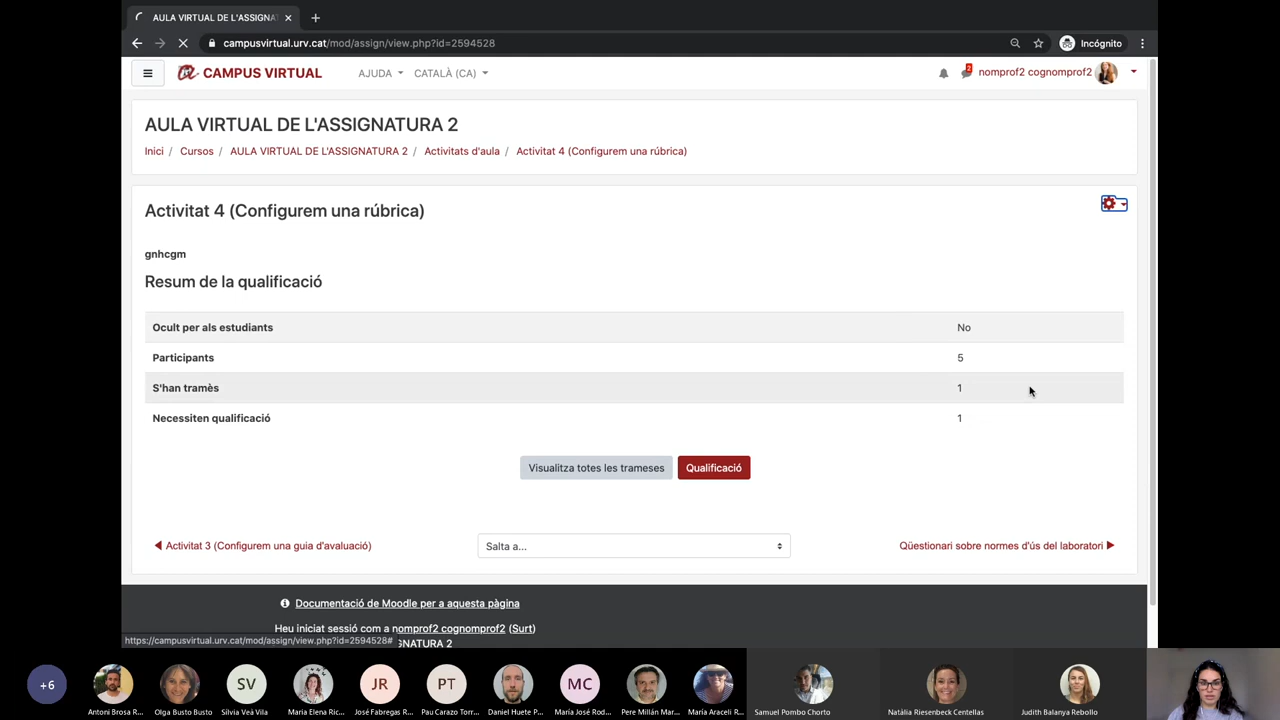 AULA VIRTUAL DE L'ASSIGNA
campusvirtual.urv.cat/mod/assign/view.php?id=2594528
Incógnito
CAMPUS VIRTUAL
AJUDA
CATALÀ (CA)
2
nomprof2 cognomprof2
AULA VIRTUAL DE L'ASSIGNATURA 2
Inici / Cursos / AULA VIRTUAL DE L'ASSIGNATURA 2 / Activitats d'aula / Activitat 4 (Configurem una rúbrica)
Activitat 4 (Configurem una rúbrica)
gnhcgm
Resum de la qualificació
Ocult per als estudiants No
Participants 5
S'han tramès 1
Necessiten qualificació 1
Visualitza totes les trameses Qualificació
Activitat 3 (Configurem una guia d'avaluació)
Salta a...
Qüestionari sobre normes d'ús del laboratori
Documentació de Moodle per a aquesta pàgina
Heu iniciat sessió com a nomprof2 cognomprof2 (Surt)
https://campusvirtual.urv.cat/mod/assign/view.php?id=2594528#
GNATURA 2
+6
SV
JR
PT
MC
Antoni Brosa R...
Olga Busto Busto
Sílvia Veà Vilà
Maria Elena Ric...
José Fabregas R...
Pau Carazo Torr...
Daniel Huete P...
María José Rod...
Pere Millán Mar...
María Araceli R...
Samuel Pombo Chorto
Natàlia Riesenbeck Centellas
Judith Balanya Rebollo